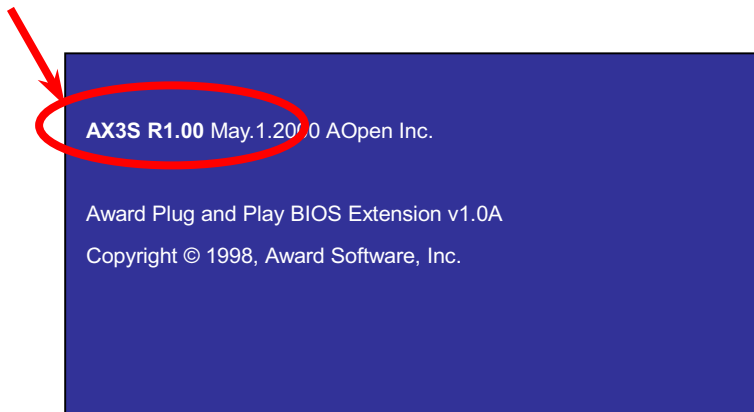 AX3S R1.00 May.1.2000 AOpen Inc.
Award Plug and Play BIOS Extension v1.0A
Copyright © 1998, Award Software, Inc.